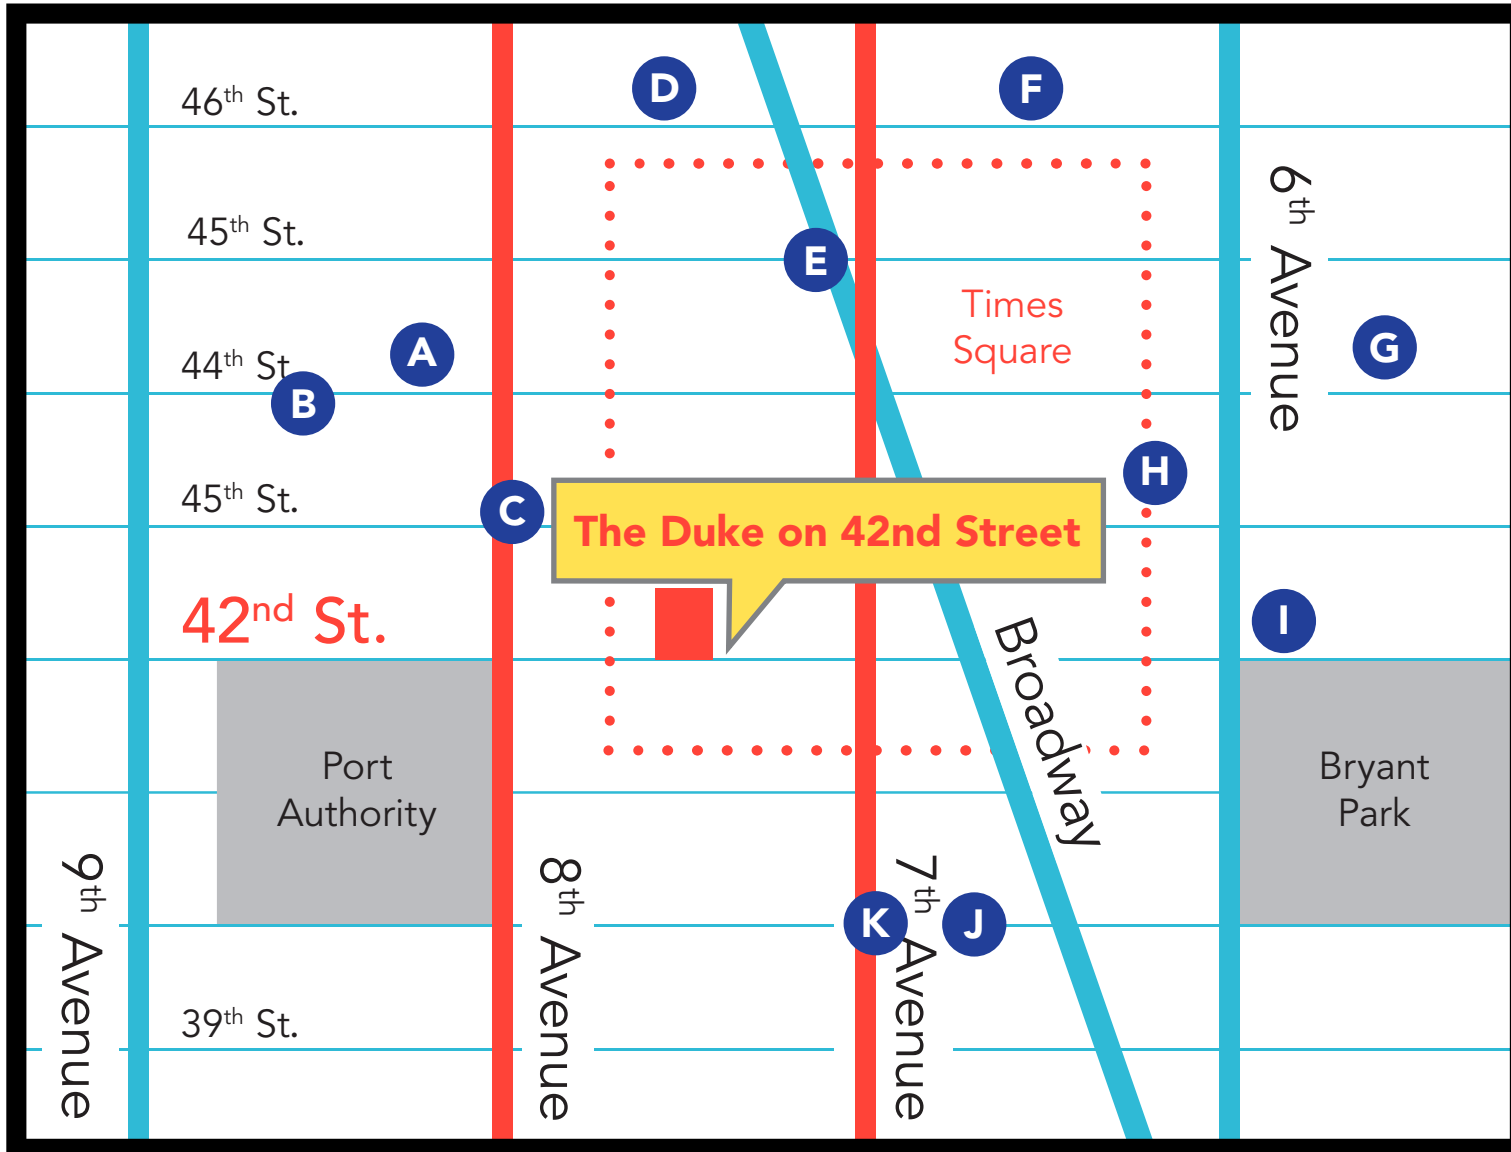 D
F
46th St.
6th Avenue
45th St.
E
Times
Square
A
44th St.
G
B
H
45th St.
C
The Duke on 42nd Street
42nd St.
I
Broadway
Port
Authority
Bryant
Park
9th Avenue
8th Avenue
7th Avenue
K
J
39th St.